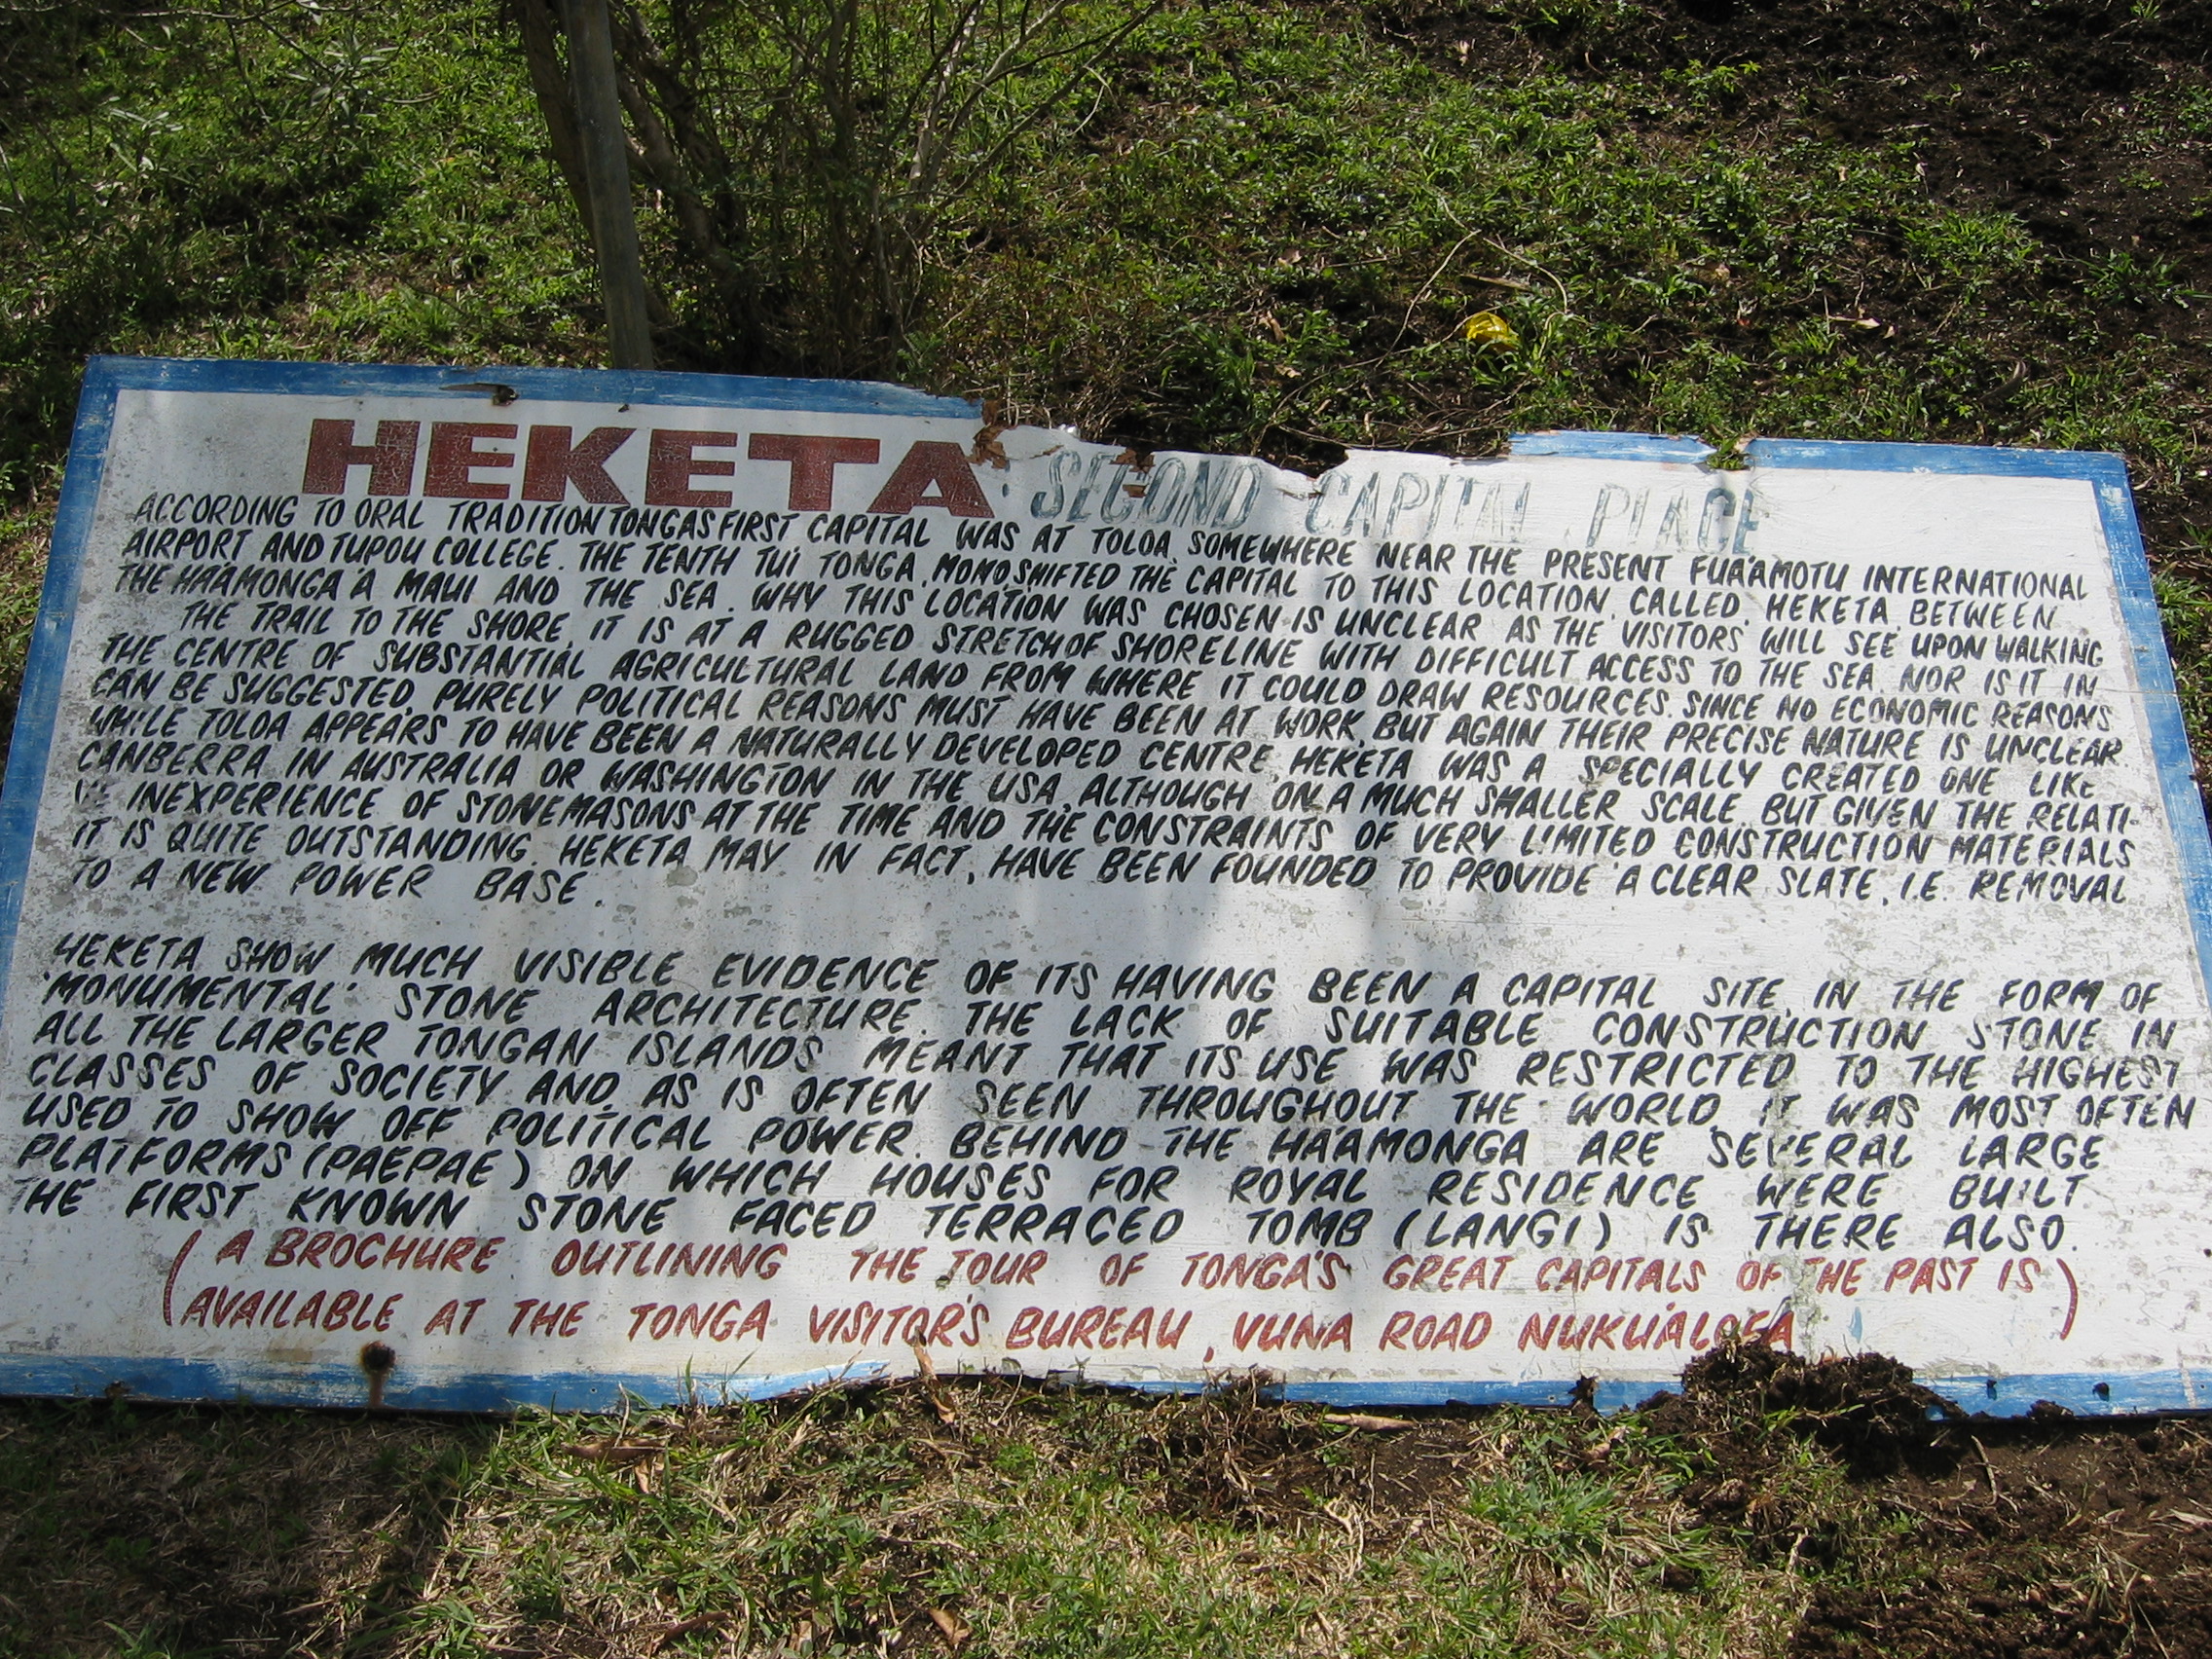 HEKETA: SECOND CAPITAL PLACE
ACCORDING TO ORAL TRADITION TONGAS FIRST CAPITAL WAS AT TOLOA, SOMEWHERE NEAR THE PRESENT FUA'AMOTU INTERNATIONAL
AIRPORT AND TUPOU COLLEGE. THE TENTH TUI TONGA, MOMO SHIFTED THE CAPITAL TO THIS LOCATION, CALLED, HEKETA, BETWEEN
THE HA'AMONGA 'A MAUI AND THE SEA. WHY THIS LOCATION WAS CHOSEN IS UNCLEAR AS THE VISITORS WILL SEE UPON WALKING
THE TRAIL TO THE SHORE, IT IS AT A RUGGED STRETCH OF SHORELINE WITH DIFFICULT ACCESS TO THE SEA. NOR IS IT IN
THE CENTRE OF SUBSTANTIAL AGRICULTURAL LAND FROM WHERE IT COULD DRAW RESOURCES. SINCE NO ECONOMIC REASONS
CAN BE SUGGESTED, PURELY POLITICAL REASONS MUST HAVE BEEN AT WORK, BUT AGAIN THEIR PRECISE NATURE IS UNCLEAR.
WHILE TOLOA APPEARS TO HAVE BEEN A NATURALLY DEVELOPED CENTRE, HEKETA WAS A SPECIALLY CREATED ONE LIKE
CANBERRA IN AUSTRALIA OR WASHINGTON IN THE USA, ALTHOUGH ON A MUCH SMALLER SCALE. BUT GIVEN THE RELATI-
VE INEXPERIENCE OF STONEMASONS AT THE TIME AND THE CONSTRAINTS OF VERY LIMITED CONSTRUCTION MATERIALS
IT IS QUITE OUTSTANDING. HEKETA MAY IN FACT, HAVE BEEN FOUNDED TO PROVIDE 'A CLEAR SLATE, I.E. REMOVAL
TO A NEW POWER BASE.
HEKETA SHOW MUCH VISIBLE EVIDENCE OF ITS HAVING BEEN A CAPITAL SITE, IN THE FORM OF
'MONUMENTAL' STONE ARCHITECTURE. THE LACK OF SUITABLE CONSTRUCTION STONE IN
ALL THE LARGER TONGAN ISLANDS MEANT THAT ITS USE WAS RESTRICTED TO THE HIGHEST
CLASSES OF SOCIETY AND, AS IS OFTEN SEEN THROUGHOUT THE WORLD, IT WAS MOST OFTEN
USED TO SHOW OFF POLITICAL POWER. BEHIND THE HA'AMONGA ARE SEVERAL LARGE
PLATFORMS (PAEPAE) ON WHICH HOUSES FOR ROYAL RESIDENCE WERE BUILT.
THE FIRST KNOWN STONE FACED TERRACED TOMB (LANGI) IS THERE ALSO.
(A BROCHURE OUTLINING THE TOUR OF TONGA'S GREAT CAPITALS OF THE PAST IS
AVAILABLE AT THE TONGA VISITOR'S BUREAU, VUNA ROAD NUKU'ALOFA)